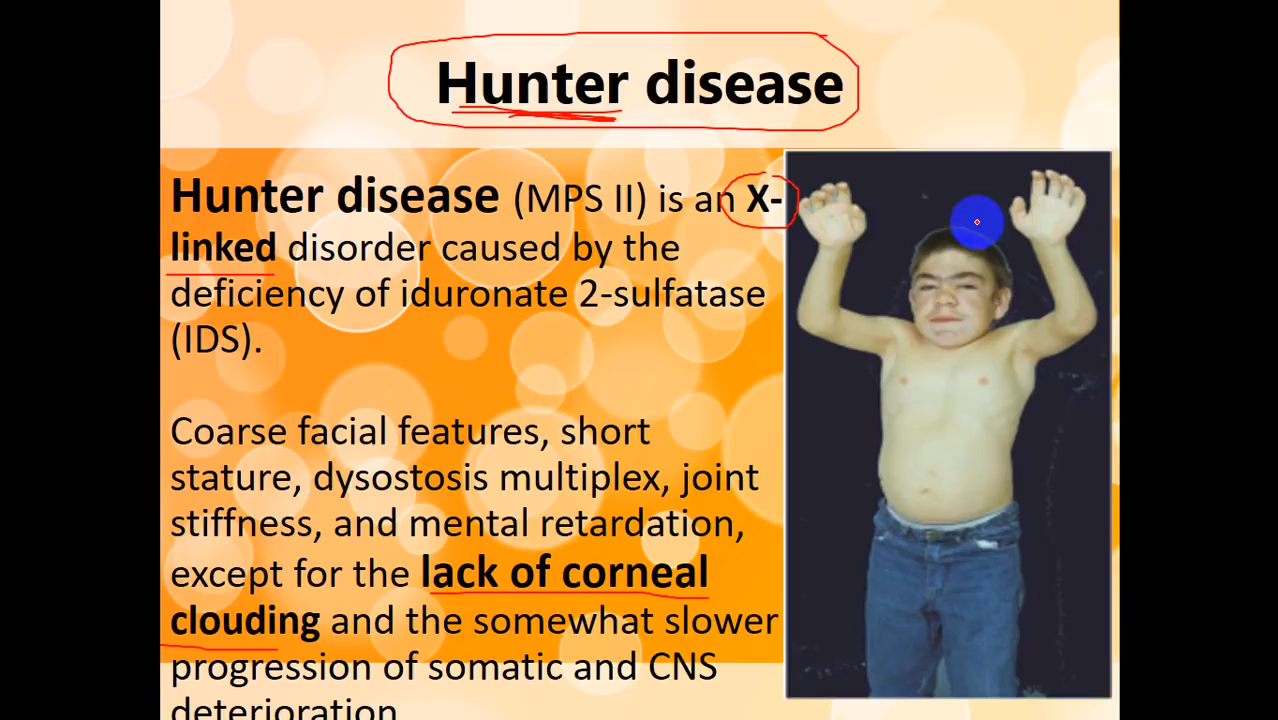 Hunter disease
Hunter disease (MPS II) is an X-
linked disorder caused by the
deficiency of iduronate 2-sulfatase
(IDS).
Coarse facial features, short
stature, dysostosis multiplex, joint
stiffness, and mental retardation,
except for the lack of corneal
clouding and the somewhat slower
progression of somatic and CNS
deterioration